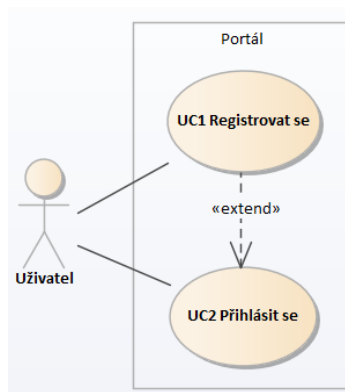 Portál
UC1 Registrovat se
«extend»
Uživatel
UC2 Přihlásit se